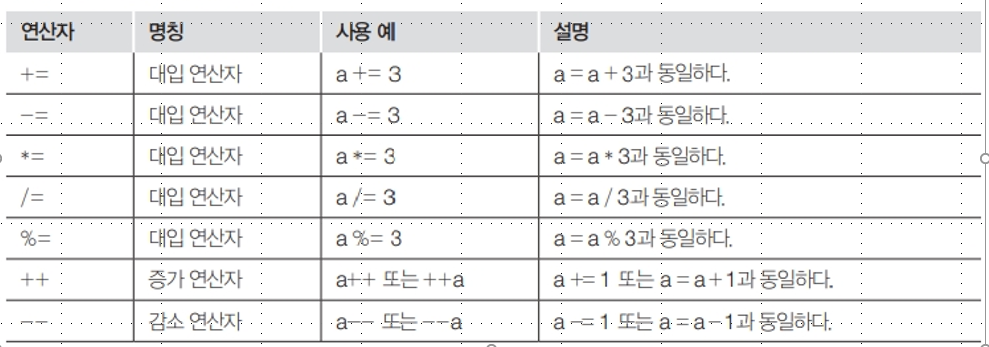 연산자 명칭 사용 예 설명
+= 대입 연산자 a += 3 a = a + 3과 동일하다.
-= 대입 연산자 a -= 3 a = a - 3과 동일하다.
*= 대입 연산자 a *= 3 a = a * 3과 동일하다.
/= 대입 연산자 a /= 3 a = a / 3과 동일하다.
%= 대입 연산자 a %= 3 a = a % 3과 동일하다.
++ 증가 연산자 a++ 또는 ++a a += 1 또는 a = a+1과 동일하다.
-- 감소 연산자 a-- 또는 --a a -= 1 또는 a = a-1과 동일하다.